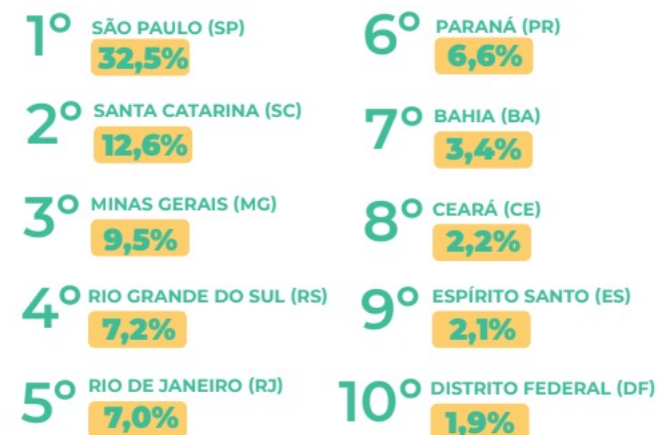 1º SÃO PAULO (SP)
32,5%
2º SANTA CATARINA (SC)
12,6%
3º MINAS GERAIS (MG)
9,5%
4º RIO GRANDE DO SUL (RS)
7,2%
5º RIO DE JANEIRO (RJ)
7,0%
6º PARANÁ (PR)
6,6%
7º BAHIA (BA)
3,4%
8º CEARÁ (CE)
2,2%
9º ESPÍRITO SANTO (ES)
2,1%
10º DISTRITO FEDERAL (DF)
1,9%